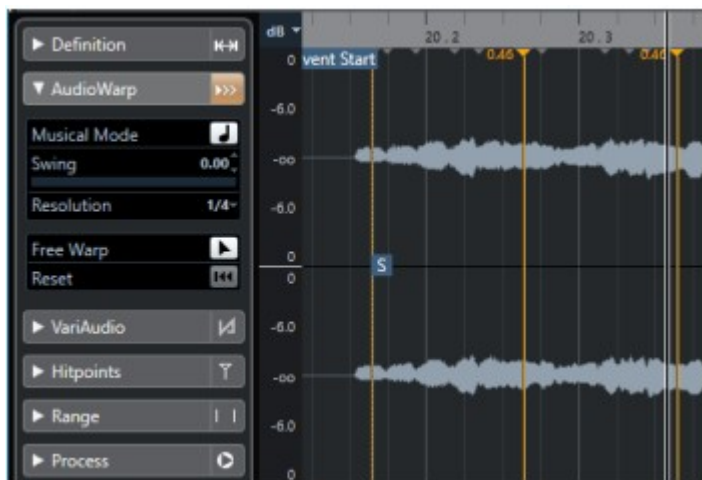 Definition
AudioWarp
Musical Mode
Swing 0.00
Resolution 1/4
Free Warp
Reset
VariAudio
Hitpoints
Range
Process
dB
0
-6.0
-oo
-6.0
0
0
-6.0
-oo
-6.0
0
20.2 20.3
vent Start 0.46 0.46
S